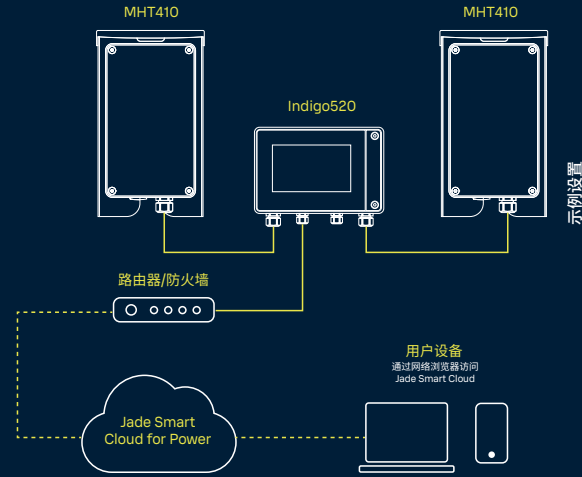 MHT410
MHT410
Indigo520
示例设置
路由器/防火墙
用户设备
通过网络浏览器访问
Jade Smart Cloud
Jade Smart
Cloud for Power